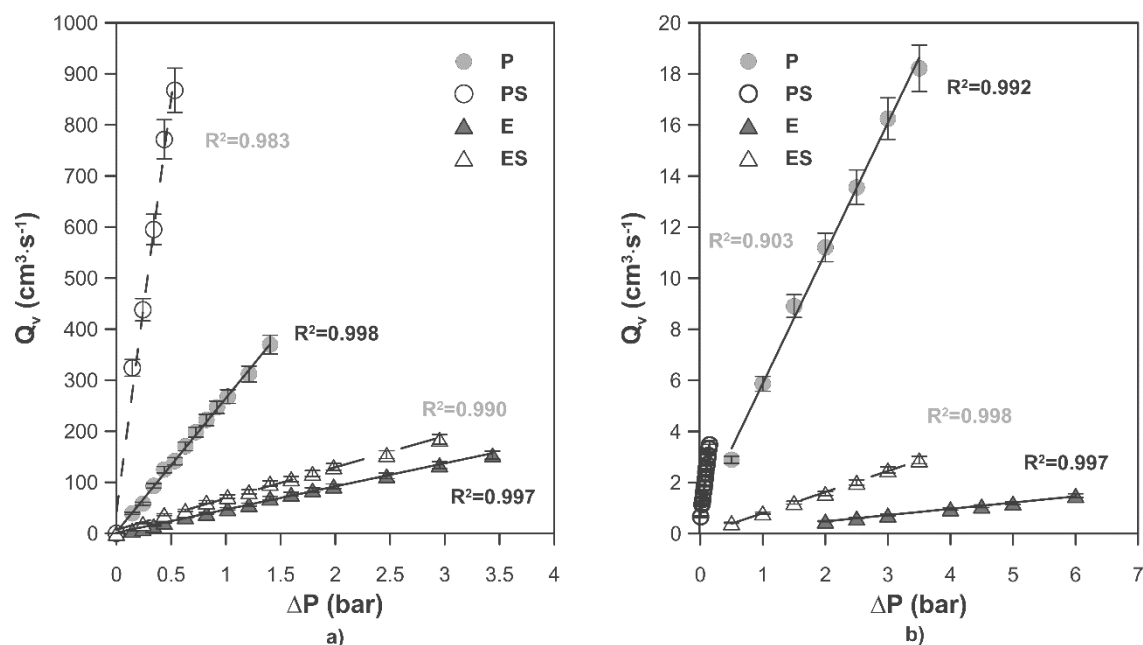 1000
900
800
700
600
500
400
300
200
100
0
Qᵥ (cm³·s⁻¹)
P
PS
E
ES
R²=0.983
R²=0.998
R²=0.990
R²=0.997
0 0.5 1 1.5 2 2.5 3 3.5 4
ΔP (bar)
a)
20
18
16
14
12
10
8
6
4
2
0
Qᵥ (cm³·s⁻¹)
P
PS
E
ES
R²=0.992
R²=0.903
R²=0.998
R²=0.997
0 1 2 3 4 5 6 7
ΔP (bar)
b)